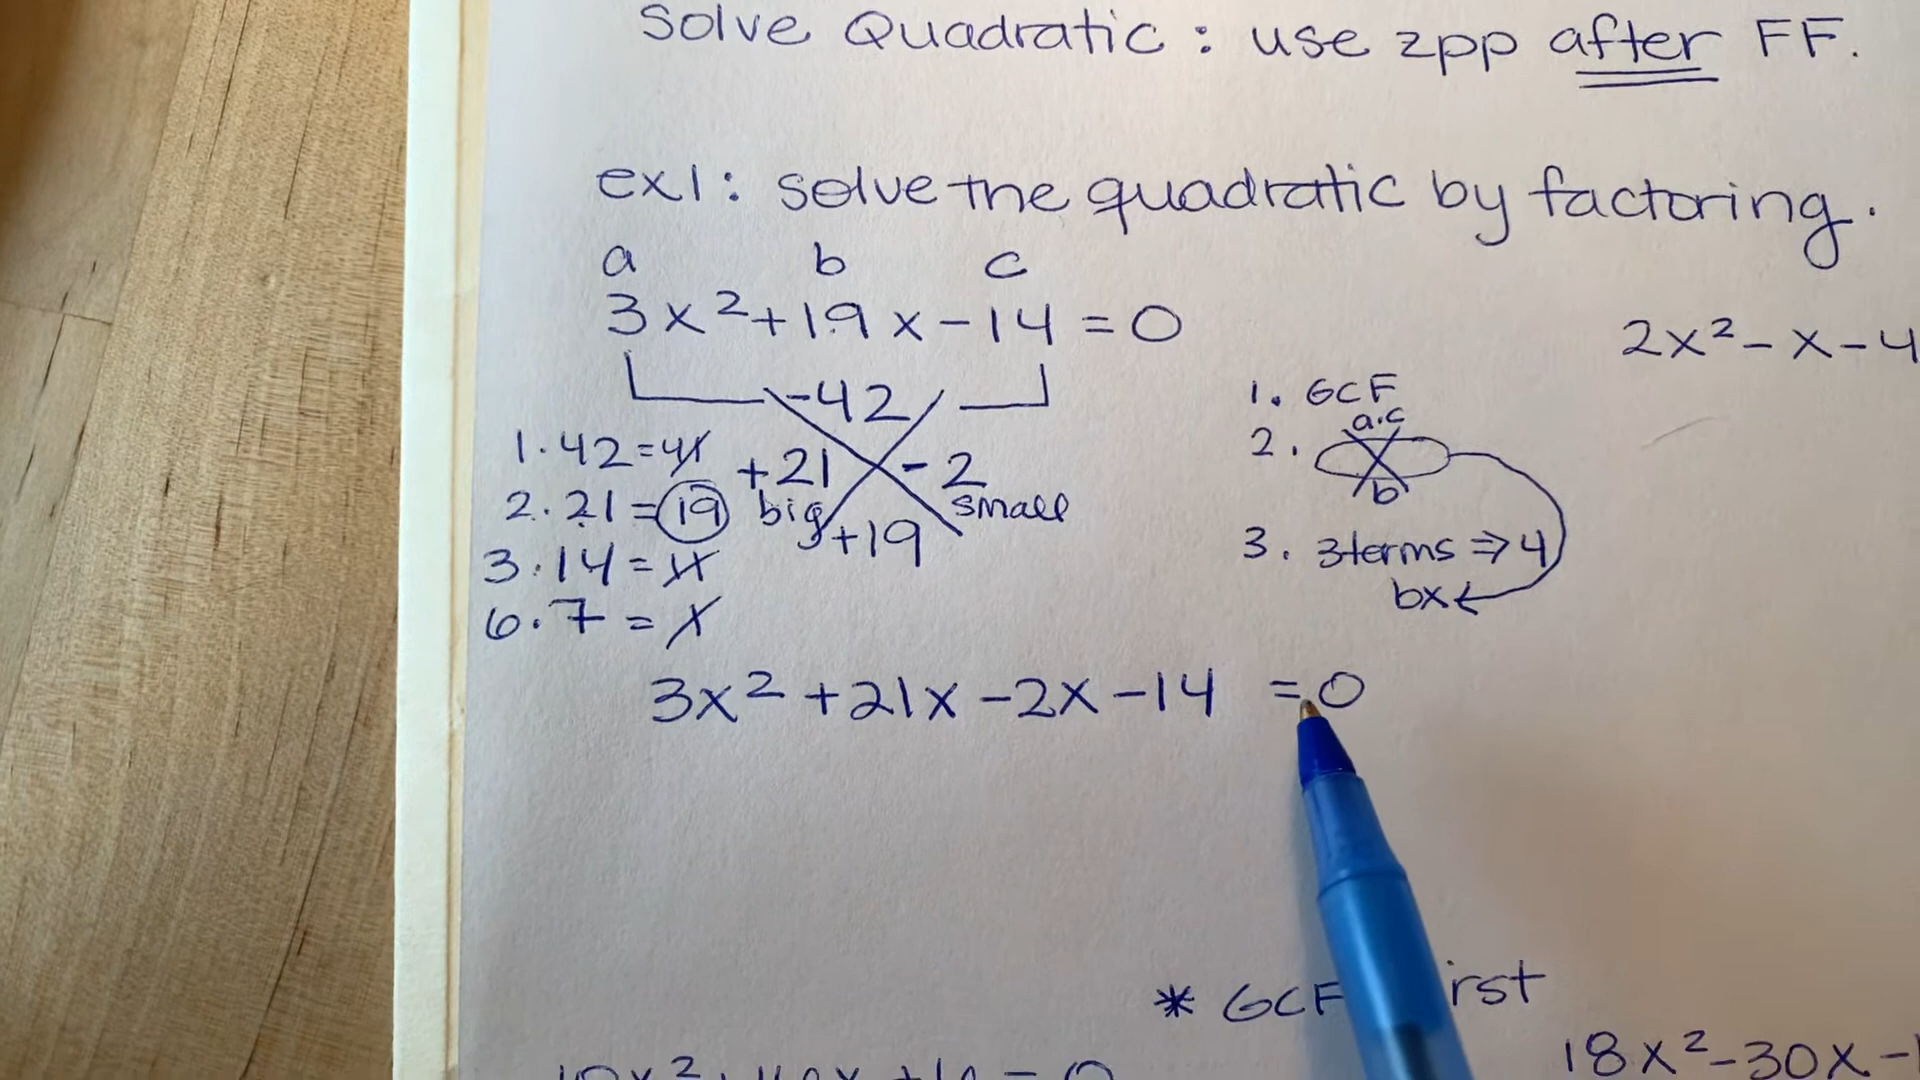 Solve Quadratic: use zpp after FF.
ex1: solve the quadratic by factoring.
a b c
3x²+19x-14=0
2x²-x-4
-42
1·42=41
2·21=19
3·14=11
6·7=1
+21 -2
big small
+19
1. GCF
2. a·c
b
3. 3terms ⇒ 4
bx←
3x²+21x-2x-14 =0
* GCF
rst
18x²-30x-